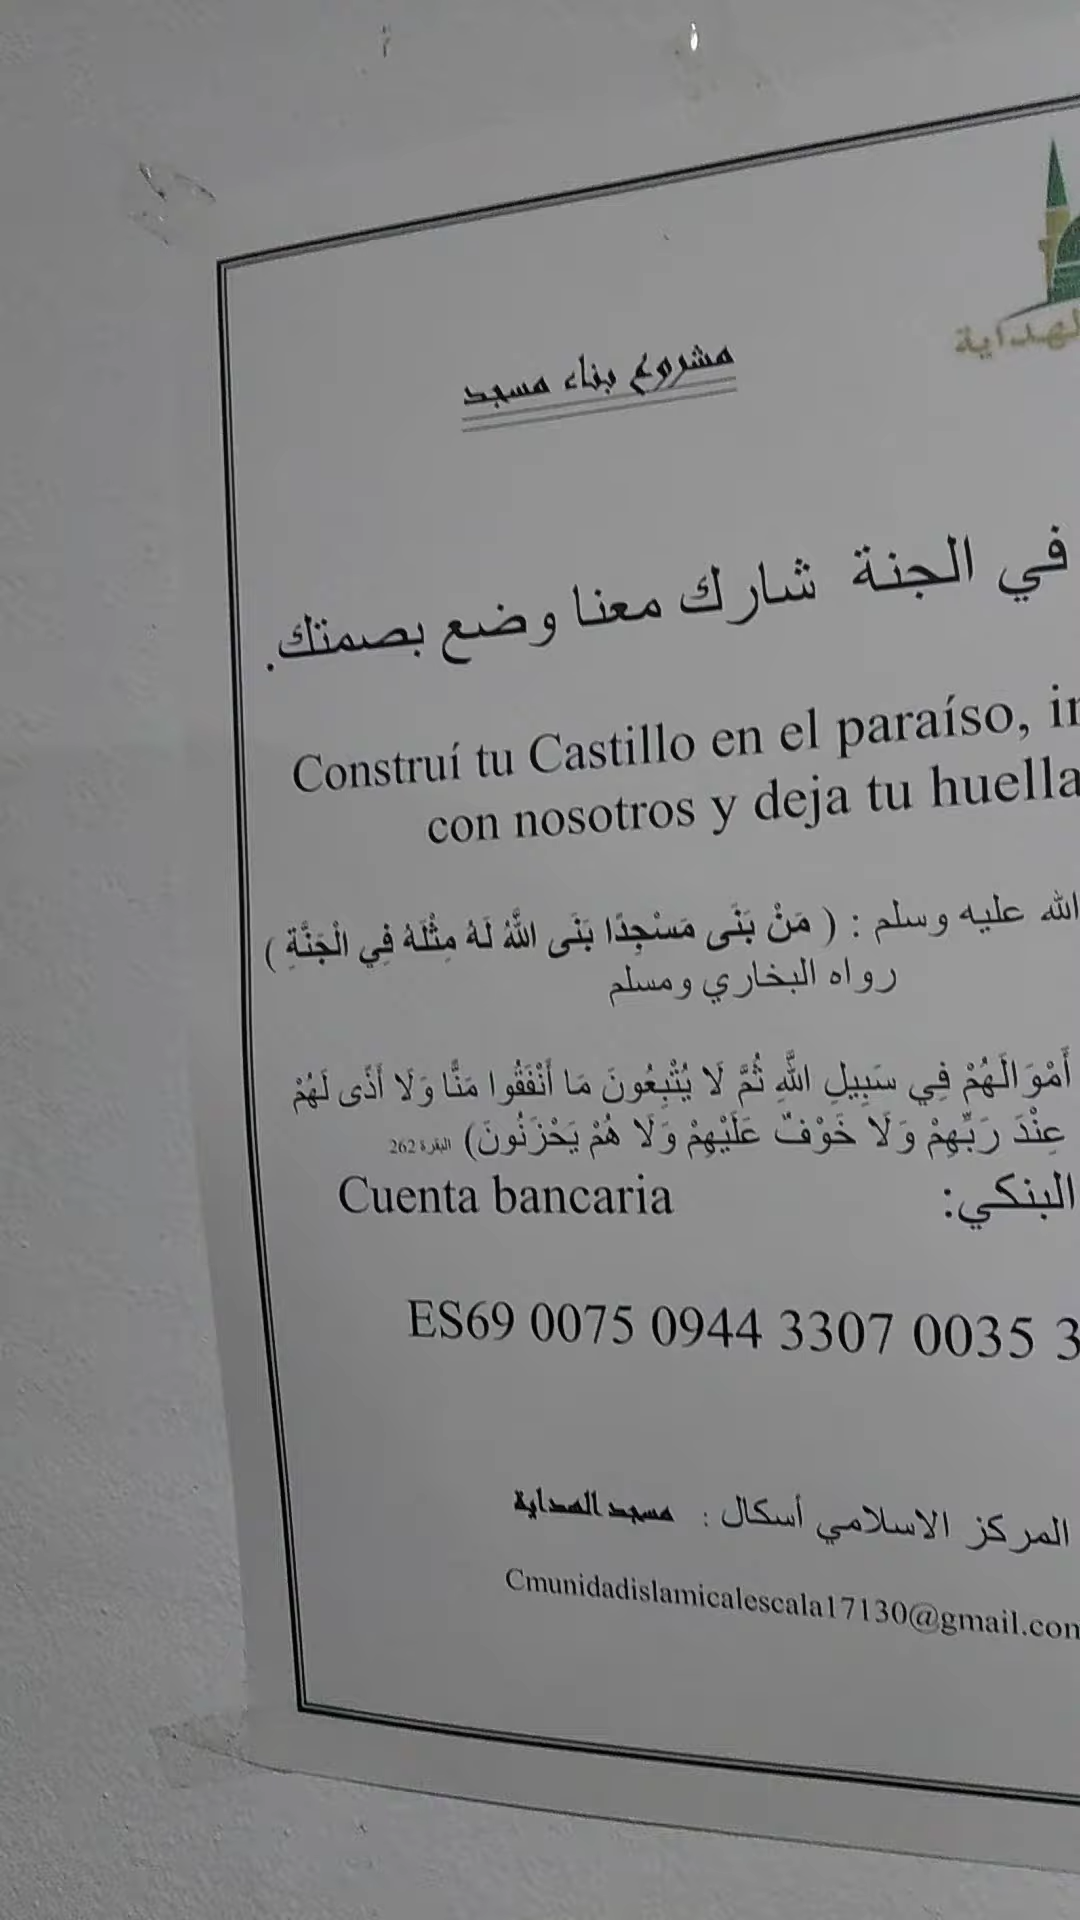 الهداية
مشروع بناء مسجد
في الجنة شارك معنا وضع بصمتك.
Construí tu Castillo en el paraíso,
con nosotros y deja tu huella
الله عليه وسلم : ( مَنْ بَنَى مَسْجِدًا بَنَى اللَّهُ لَهُ مِثْلَهُ فِي الْجَنَّةِ )
رواه البخاري ومسلم
أَمْوَالَهُمْ فِي سَبِيلِ اللَّهِ ثُمَّ لَا يُتْبِعُونَ مَا أَنْفَقُوا مَنًّا وَلَا أَذًى لَهُمْ
عِنْدَ رَبِّهِمْ وَلَا خَوْفٌ عَلَيْهِمْ وَلَا هُمْ يَحْزَنُونَ) البقرة 262
البنكي: Cuenta bancaria
ES69 0075 0944 3307 0035 3
المركز الاسلامي أسكال : مسجد الهداية
Cmunidadislamicalescala17130@gmail.com